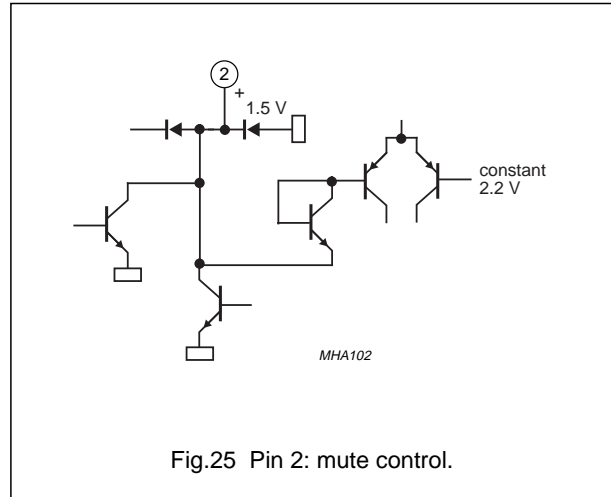 2
+
1.5 V
constant
2.2 V
MHA102
Fig.25 Pin 2: mute control.